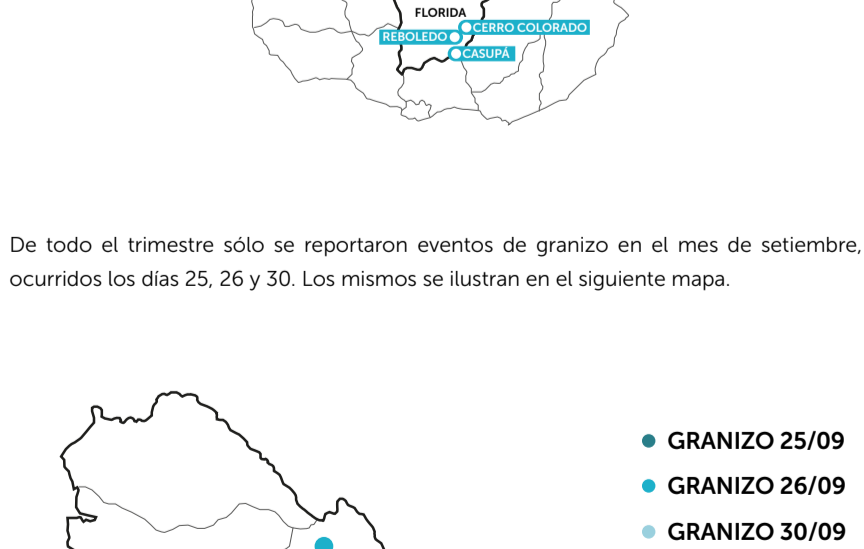 FLORIDA
CERRO COLORADO
REBOLEDO
CASUPÁ
De todo el trimestre sólo se reportaron eventos de granizo en el mes de setiembre,
ocurridos los días 25, 26 y 30. Los mismos se ilustran en el siguiente mapa.
GRANIZO 25/09
GRANIZO 26/09
GRANIZO 30/09